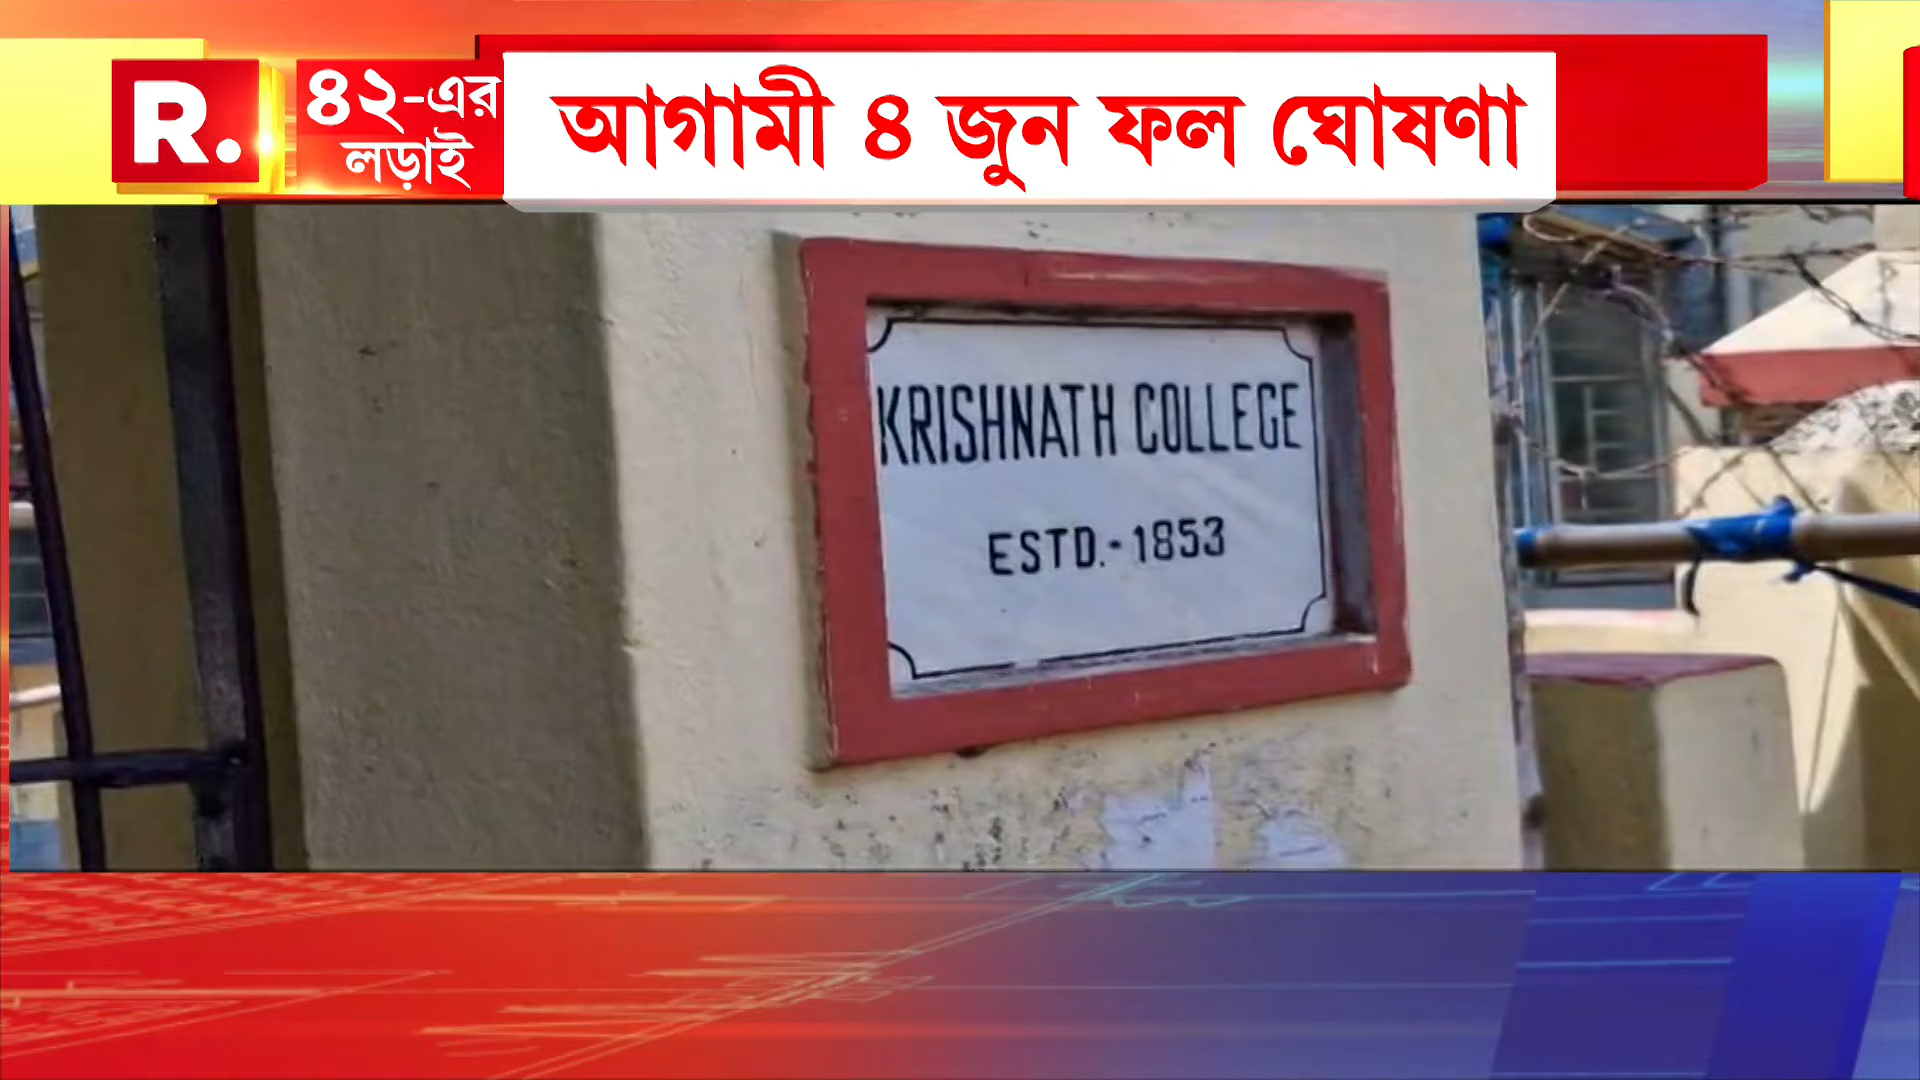 R.
৪২-এর
লড়াই
আগামী ৪ জুন ফল ঘোষণা
KRISHNATH COLLEGE
ESTD.-1853